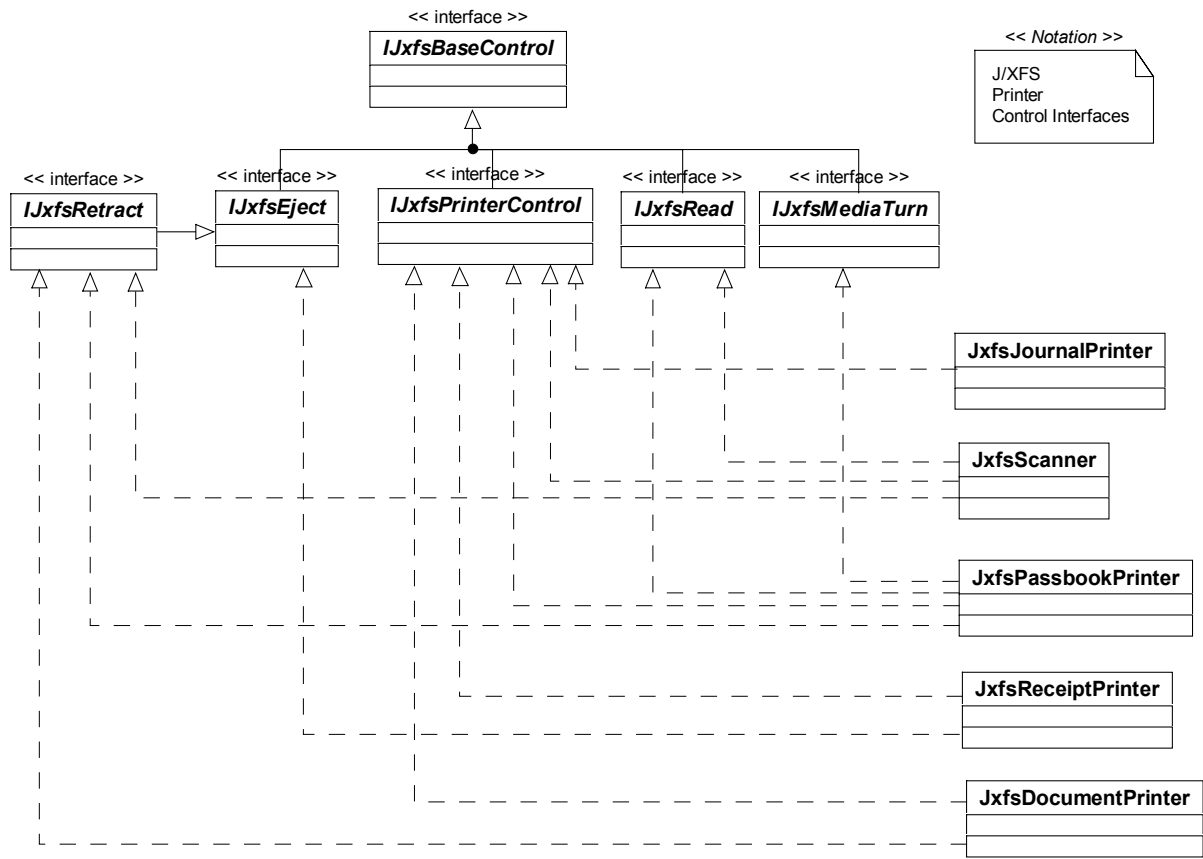 << interface >>
IJxfsBaseControl
<< Notation >>
J/XFS
Printer
Control Interfaces
<< interface >>
IJxfsRetract
<< interface >>
IJxfsEject
<< interface >>
IJxfsPrinterControl
<< interface >>
IJxfsRead
<< interface >>
IJxfsMediaTurn
JxfsJournalPrinter
JxfsScanner
JxfsPassbookPrinter
JxfsReceiptPrinter
JxfsDocumentPrinter